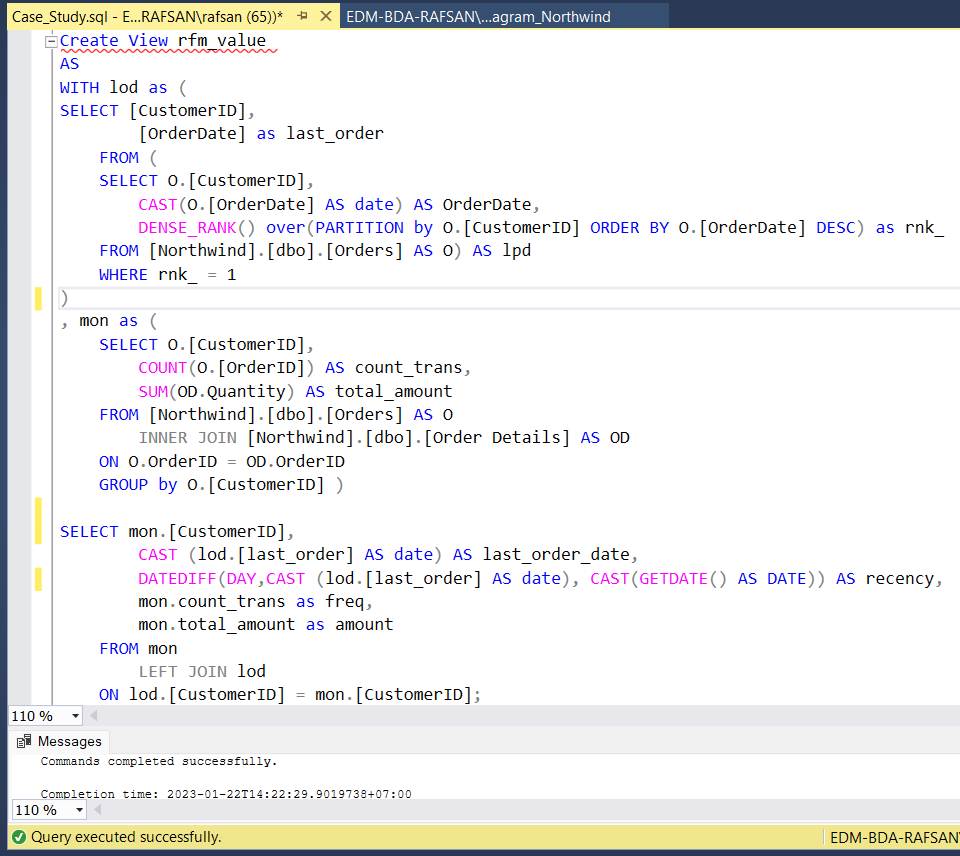 Case_Study.sql - E...RAFSAN\rafsan (65))* EDM-BDA-RAFSAN\...agram_Northwind
Create View rfm_value
AS
WITH lod as (
SELECT [CustomerID],
[OrderDate] as last_order
FROM (
SELECT O.[CustomerID],
CAST(O.[OrderDate] AS date) AS OrderDate,
DENSE_RANK() over(PARTITION by O.[CustomerID] ORDER BY O.[OrderDate] DESC) as rnk_
FROM [Northwind].[dbo].[Orders] AS O) AS lpd
WHERE rnk_ = 1
)
, mon as (
SELECT O.[CustomerID],
COUNT(O.[OrderID]) AS count_trans,
SUM(OD.Quantity) AS total_amount
FROM [Northwind].[dbo].[Orders] AS O
INNER JOIN [Northwind].[dbo].[Order Details] AS OD
ON O.OrderID = OD.OrderID
GROUP by O.[CustomerID] )
SELECT mon.[CustomerID],
CAST (lod.[last_order] AS date) AS last_order_date,
DATEDIFF(DAY,CAST (lod.[last_order] AS date), CAST(GETDATE() AS DATE)) AS recency,
mon.count_trans as freq,
mon.total_amount as amount
FROM mon
LEFT JOIN lod
ON lod.[CustomerID] = mon.[CustomerID];
110 %
Messages
Commands completed successfully.
Completion time: 2023-01-22T14:22:29.9019738+07:00
110 %
Query executed successfully. EDM-BDA-RAFSAN\